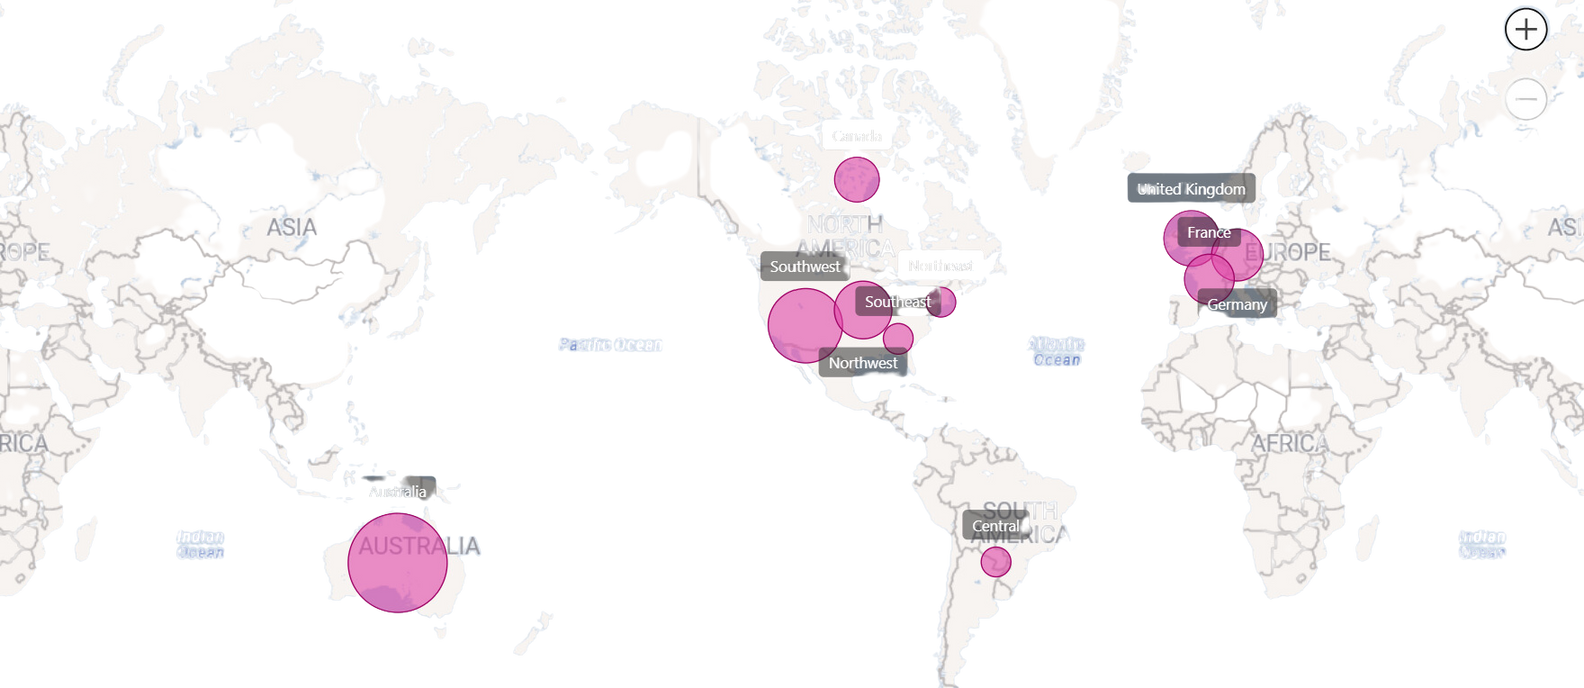 Canada
United Kingdom
ASIA
NORTH
AMERICA
France
AS
ROPE
EUROPE
Southwest
Northeast
Southeast
Germany
Pacific Ocean
Atlantic
Ocean
Northwest
RICA
AFRICA
Australia
SOUTH
AMERICA
Central
Indian
Ocean
AUSTRALIA
Indian
Ocean